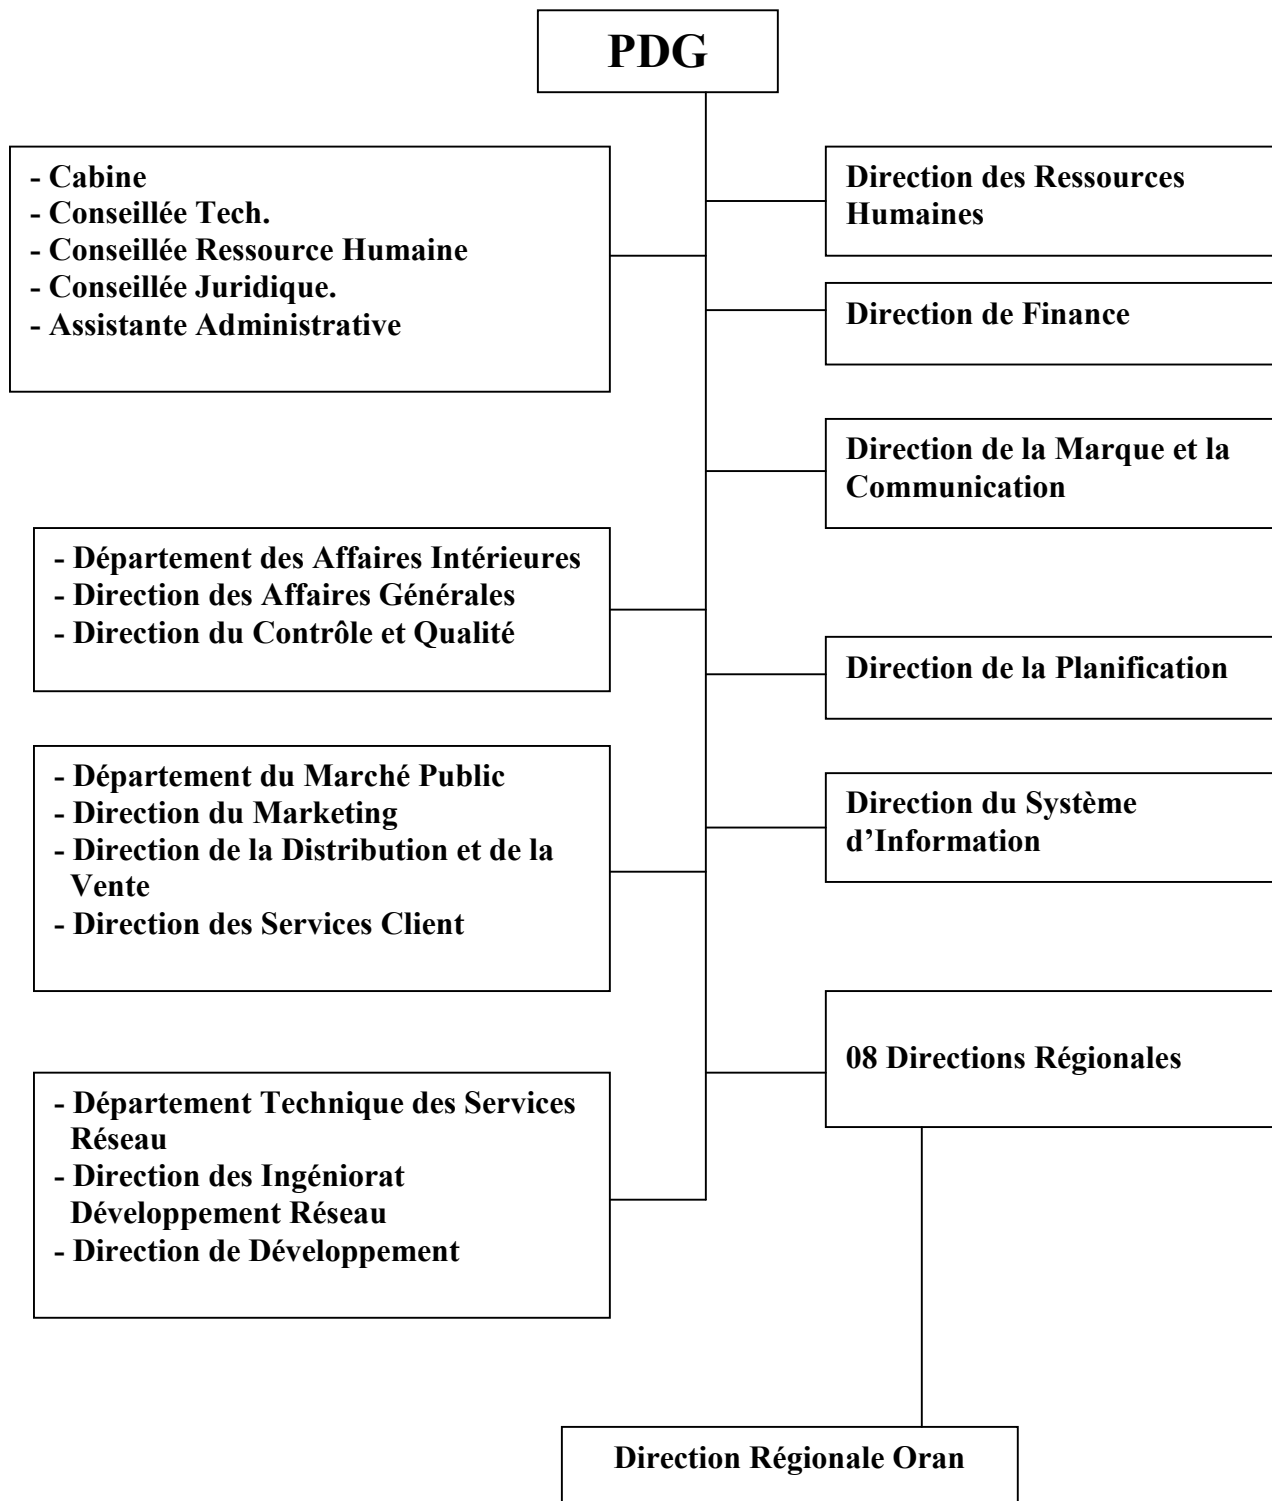 PDG
- Cabine
- Conseillée Tech.
- Conseillée Ressource Humaine
- Conseillée Juridique.
- Assistante Administrative
Direction des Ressources
Humaines
Direction de Finance
Direction de la Marque et la
Communication
- Département des Affaires Intérieures
- Direction des Affaires Générales
- Direction du Contrôle et Qualité
Direction de la Planification
- Département du Marché Public
- Direction du Marketing
- Direction de la Distribution et de la
Vente
- Direction des Services Client
Direction du Système
d’Information
08 Directions Régionales
- Département Technique des Services
Réseau
- Direction des Ingéniorat
Développement Réseau
- Direction de Développement
Direction Régionale Oran